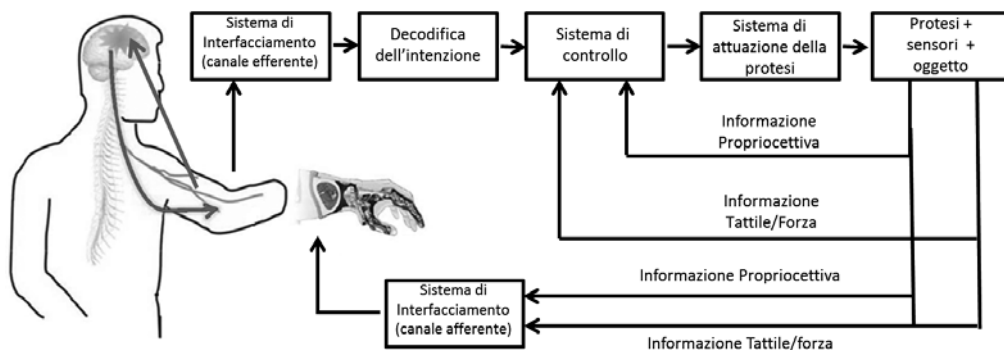 Sistema di
Interfacciamento
(canale efferente)
Decodifica
dell'intenzione
Sistema di
controllo
Sistema di
attuazione della
protesi
Protesi +
sensori +
oggetto
Informazione
Propriocettiva
Informazione
Tattile/Forza
Informazione Propriocettiva
Sistema di
Interfacciamento
(canale afferente)
Informazione Tattile/forza